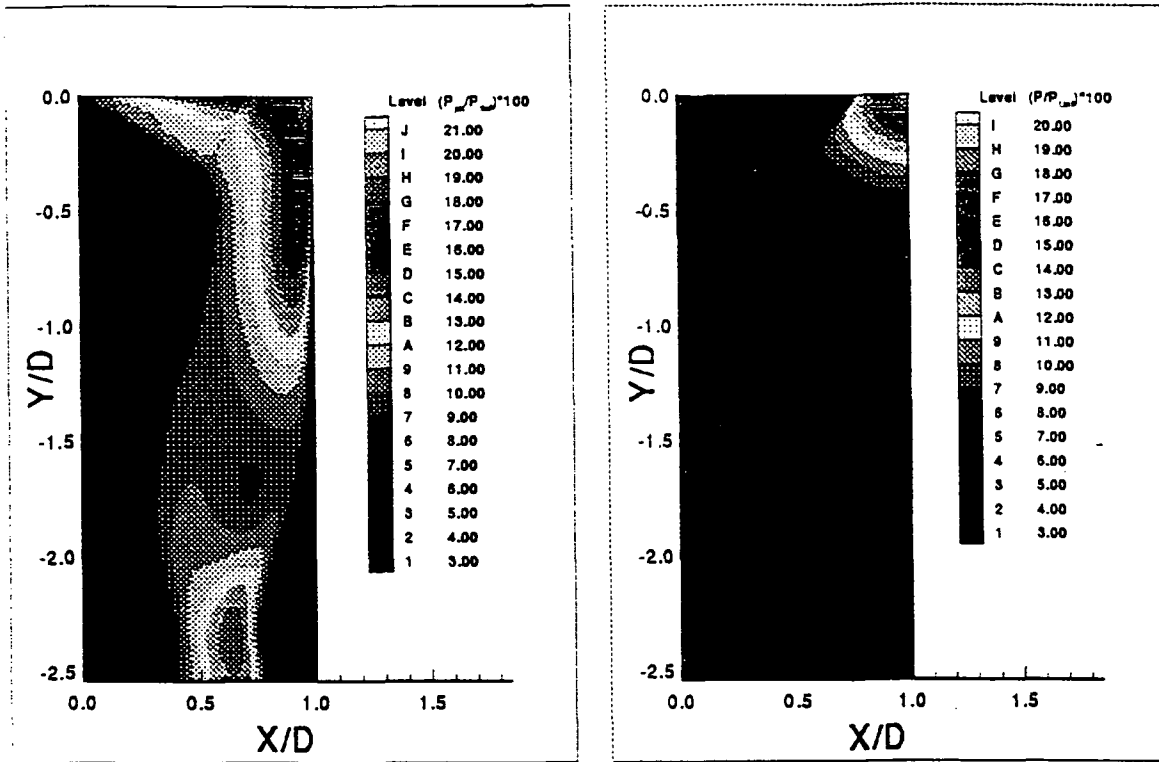 Level (P /P )*100
J 21.00
I 20.00
H 19.00
G 18.00
F 17.00
E 16.00
D 15.00
C 14.00
B 13.00
A 12.00
9 11.00
8 10.00
7 9.00
6 8.00
5 7.00
4 6.00
3 5.00
2 4.00
1 3.00
0.0
-0.5
-1.0
-1.5
-2.0
-2.5
Y/D
0.0 0.5 1.0 1.5
X/D
Level (P/P )*100
I 20.00
H 19.00
G 18.00
F 17.00
E 16.00
D 15.00
C 14.00
B 13.00
A 12.00
9 11.00
8 10.00
7 9.00
6 8.00
5 7.00
4 6.00
3 5.00
2 4.00
1 3.00
0.0
-0.5
-1.0
-1.5
-2.0
-2.5
Y/D
0.0 0.5 1.0 1.5
X/D